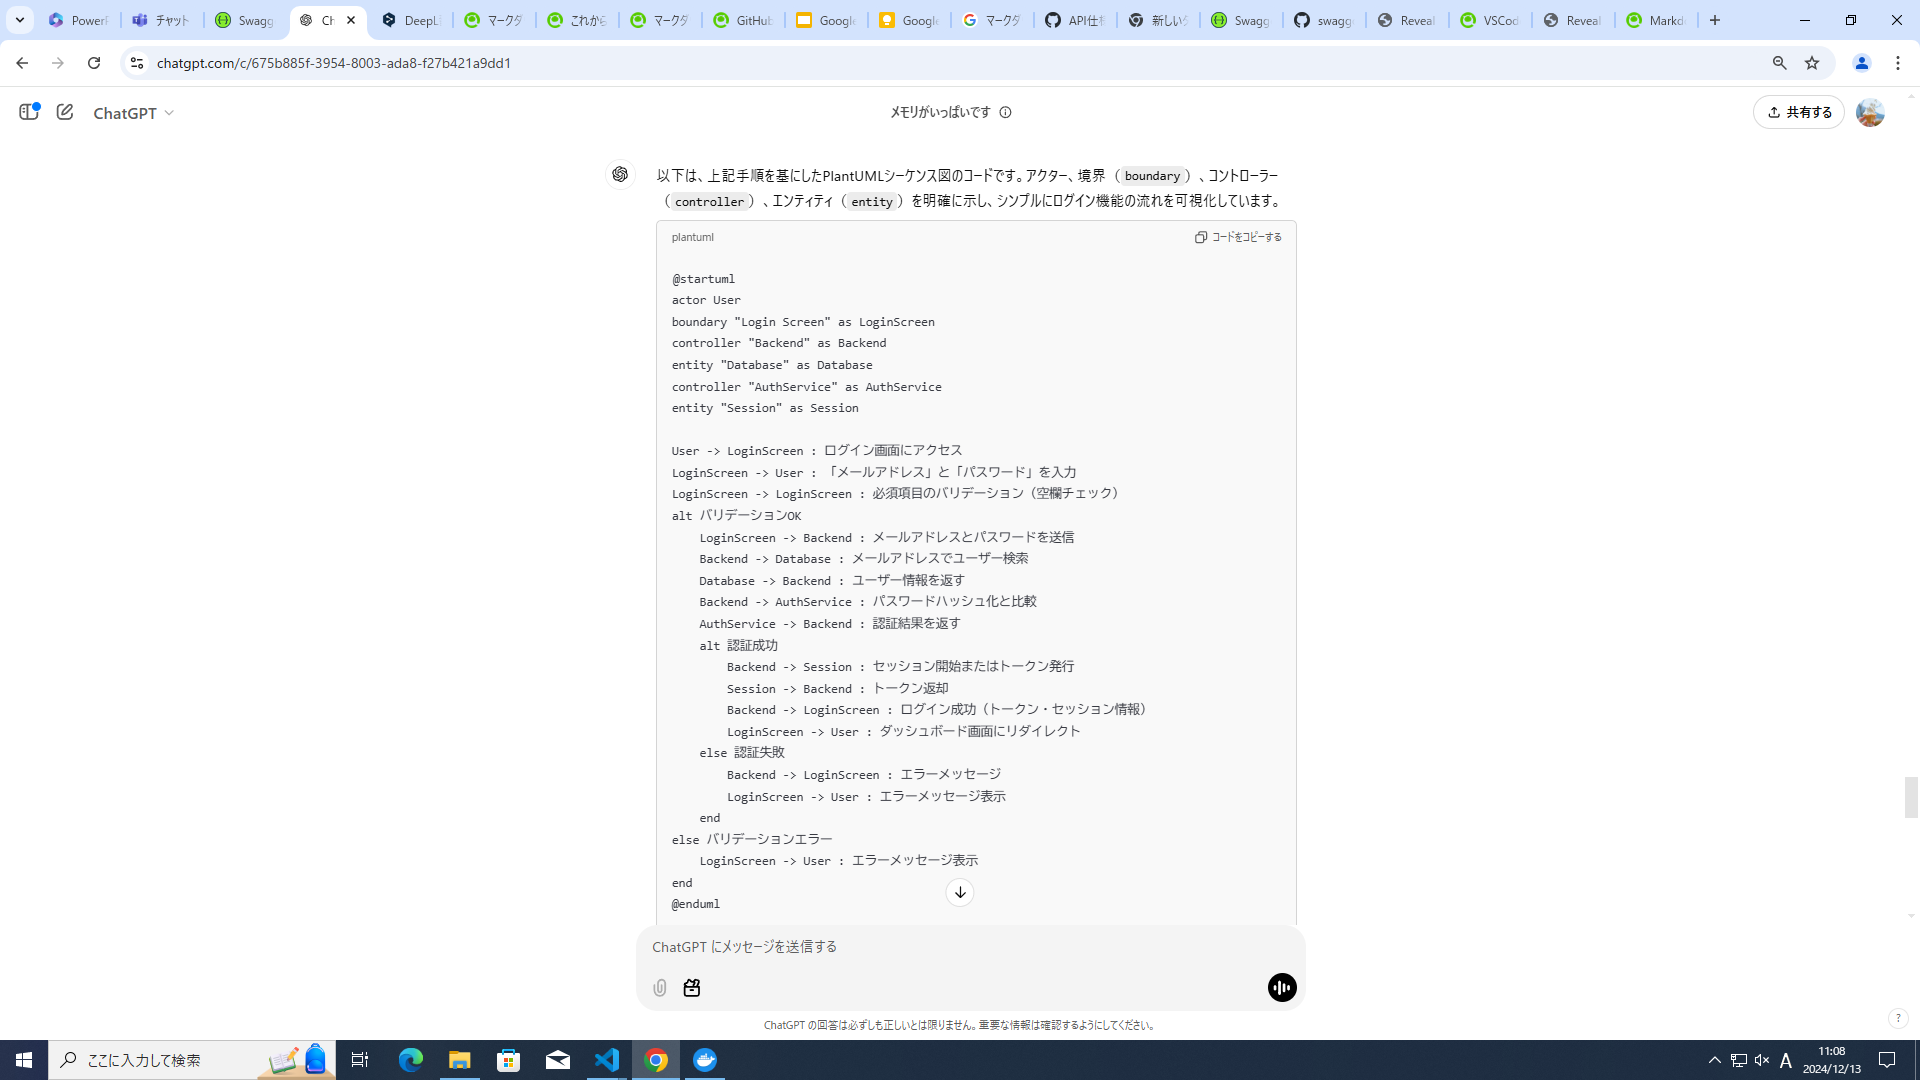 PowerF
チャット
Swagg
Ch
DeepLi
マークダ
これから
マークダ
GitHub
Google
Google
マークダ
API仕様
新しいタ
Swagg
swagg
Reveal
VSCod
Reveal
Markd
chatgpt.com/c/675b885f-3954-8003-ada8-f27b421a9dd1
ChatGPT
メモリがいっぱいです
共有する
以下は、上記手順を基にしたPlantUMLシーケンス図のコードです。アクター、境界（boundary）、コントローラー
（controller）、エンティティ（entity）を明確に示し、シンプルにログイン機能の流れを可視化しています。
plantuml
コードをコピーする
@startuml
actor User
boundary "Login Screen" as LoginScreen
controller "Backend" as Backend
entity "Database" as Database
controller "AuthService" as AuthService
entity "Session" as Session
User -> LoginScreen : ログイン画面にアクセス
LoginScreen -> User : 「メールアドレス」と「パスワード」を入力
LoginScreen -> LoginScreen : 必須項目のバリデーション（空欄チェック）
alt バリデーションOK
LoginScreen -> Backend : メールアドレスとパスワードを送信
Backend -> Database : メールアドレスでユーザー検索
Database -> Backend : ユーザー情報を返す
Backend -> AuthService : パスワードハッシュ化と比較
AuthService -> Backend : 認証結果を返す
alt 認証成功
Backend -> Session : セッション開始またはトークン発行
Session -> Backend : トークン返却
Backend -> LoginScreen : ログイン成功（トークン・セッション情報）
LoginScreen -> User : ダッシュボード画面にリダイレクト
else 認証失敗
Backend -> LoginScreen : エラーメッセージ
LoginScreen -> User : エラーメッセージ表示
end
else バリデーションエラー
LoginScreen -> User : エラーメッセージ表示
end
@enduml
ChatGPT にメッセージを送信する
ChatGPT の回答は必ずしも正しいとは限りません。重要な情報は確認するようにしてください。
?
ここに入力して検索
A
11:08
2024/12/13